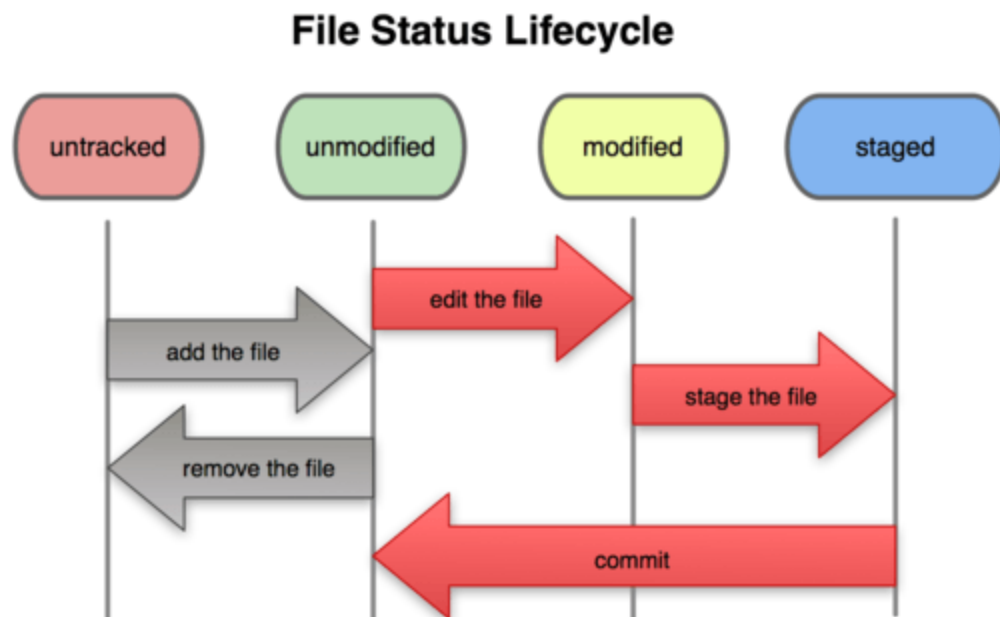 File Status Lifecycle
untracked
unmodified
modified
staged
edit the file
add the file
stage the file
remove the file
commit